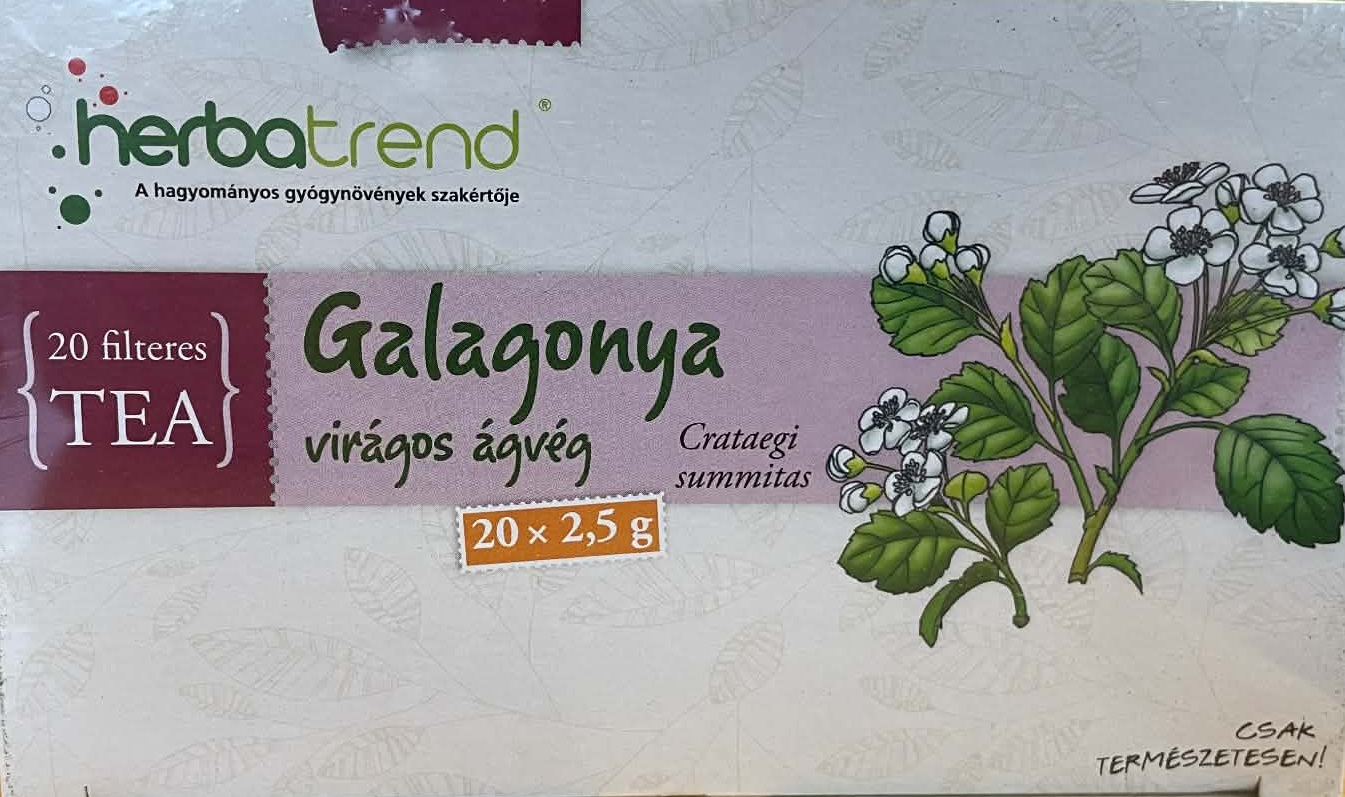 herbatrend®
A hagyományos gyógynövények szakértője
20 filteres
TEA
Galagonya
virágos ágvég
Crataegi
summitas
20 × 2,5 g
CSAK
TERMÉSZETESEN!